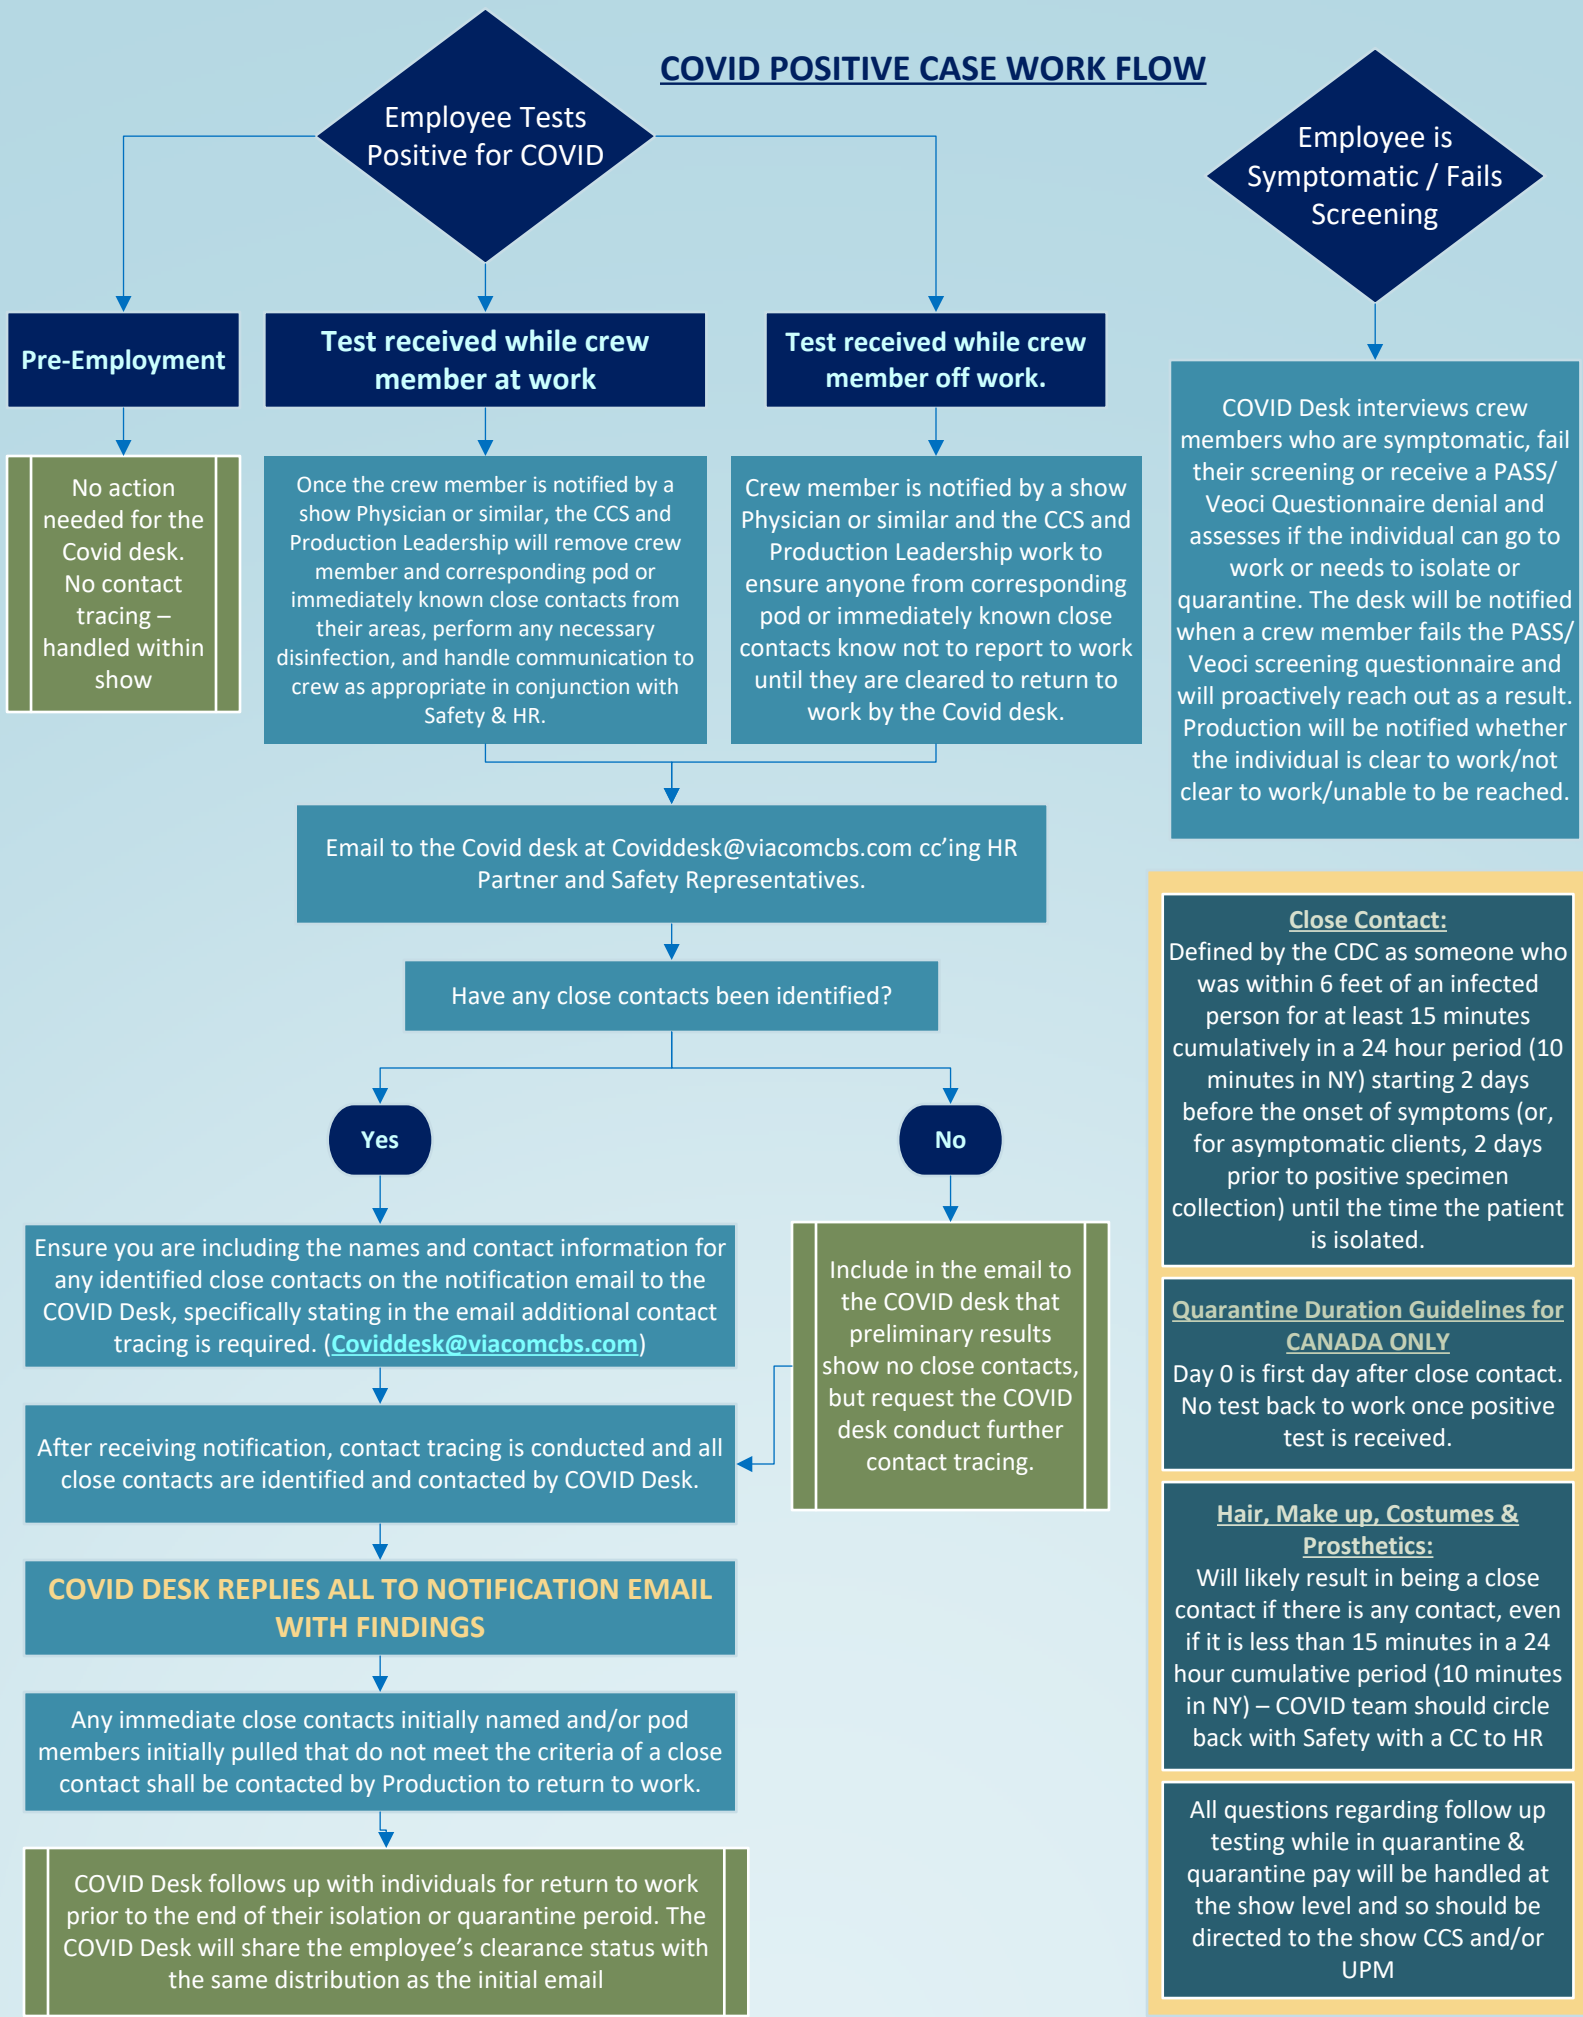 COVID POSITIVE CASE WORK FLOW
Employee Tests
Positive for COVID
Employee is
Symptomatic / Fails
Screening
Pre-Employment
Test received while crew
member at work
Test received while crew
member off work.
No action
needed for the
Covid desk.
No contact
tracing –
handled within
show
Once the crew member is notified by a
show Physician or similar, the CCS and
Production Leadership will remove crew
member and corresponding pod or
immediately known close contacts from
their areas, perform any necessary
disinfection, and handle communication to
crew as appropriate in conjunction with
Safety & HR.
Crew member is notified by a show
Physician or similar and the CCS and
Production Leadership work to
ensure anyone from corresponding
pod or immediately known close
contacts know not to report to work
until they are cleared to return to
work by the Covid desk.
COVID Desk interviews crew
members who are symptomatic, fail
their screening or receive a PASS/
Veoci Questionnaire denial and
assesses if the individual can go to
work or needs to isolate or
quarantine. The desk will be notified
when a crew member fails the PASS/
Veoci screening questionnaire and
will proactively reach out as a result.
Production will be notified whether
the individual is clear to work/not
clear to work/unable to be reached.
Email to the Covid desk at Coviddesk@viacomcbs.com cc’ing HR
Partner and Safety Representatives.
Have any close contacts been identified?
Yes
No
Ensure you are including the names and contact information for
any identified close contacts on the notification email to the
COVID Desk, specifically stating in the email additional contact
tracing is required. (Coviddesk@viacomcbs.com)
Include in the email to
the COVID desk that
preliminary results
show no close contacts,
but request the COVID
desk conduct further
contact tracing.
After receiving notification, contact tracing is conducted and all
close contacts are identified and contacted by COVID Desk.
COVID DESK REPLIES ALL TO NOTIFICATION EMAIL
WITH FINDINGS
Any immediate close contacts initially named and/or pod
members initially pulled that do not meet the criteria of a close
contact shall be contacted by Production to return to work.
COVID Desk follows up with individuals for return to work
prior to the end of their isolation or quarantine peroid. The
COVID Desk will share the employee’s clearance status with
the same distribution as the initial email
Close Contact:
Defined by the CDC as someone who
was within 6 feet of an infected
person for at least 15 minutes
cumulatively in a 24 hour period (10
minutes in NY) starting 2 days
before the onset of symptoms (or,
for asymptomatic clients, 2 days
prior to positive specimen
collection) until the time the patient
is isolated.
Quarantine Duration Guidelines for
CANADA ONLY
Day 0 is first day after close contact.
No test back to work once positive
test is received.
Hair, Make up, Costumes &
Prosthetics:
Will likely result in being a close
contact if there is any contact, even
if it is less than 15 minutes in a 24
hour cumulative period (10 minutes
in NY) – COVID team should circle
back with Safety with a CC to HR
All questions regarding follow up
testing while in quarantine &
quarantine pay will be handled at
the show level and so should be
directed to the show CCS and/or
UPM